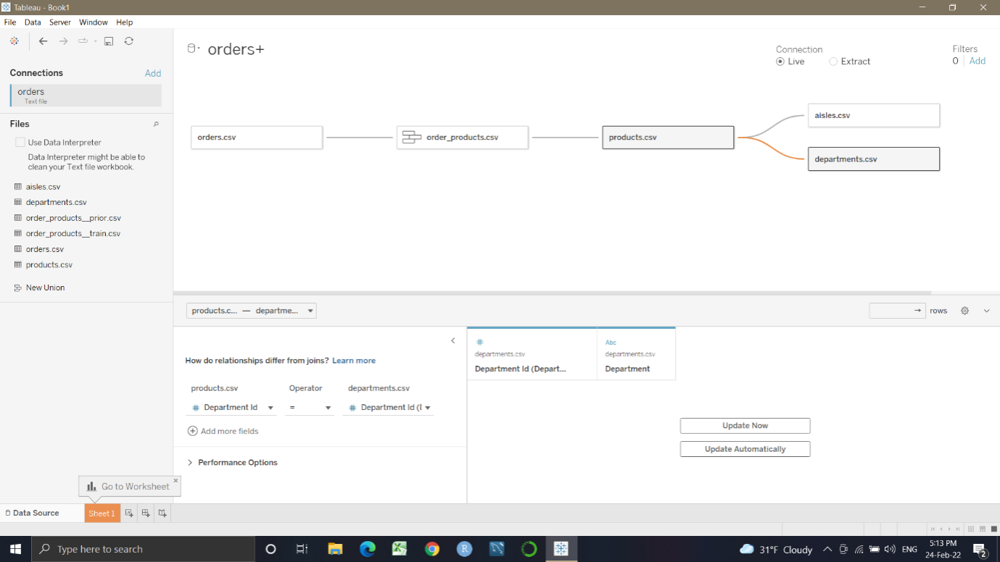 Tableau - Book1
File Data Server Window Help
orders+
Connection
Live Extract
Filters
0 Add
Connections Add
orders
Text file
Files
Use Data Interpreter
Data Interpreter might be able to
clean your Text file workbook.
aisles.csv
departments.csv
order_products__prior.csv
order_products__train.csv
orders.csv
products.csv
New Union
orders.csv
order_products.csv
products.csv
aisles.csv
departments.csv
products.c... — departme...
rows
How do relationships differ from joins? Learn more
products.csv Operator departments.csv
# Department Id = # Department Id (I
Add more fields
Performance Options
#
departments.csv
Department Id (Depart...
Abc
departments.csv
Department
Update Now
Update Automatically
Go to Worksheet
Data Source Sheet 1
Type here to search
R
31°F Cloudy
ENG
5:13 PM
24-Feb-22
2